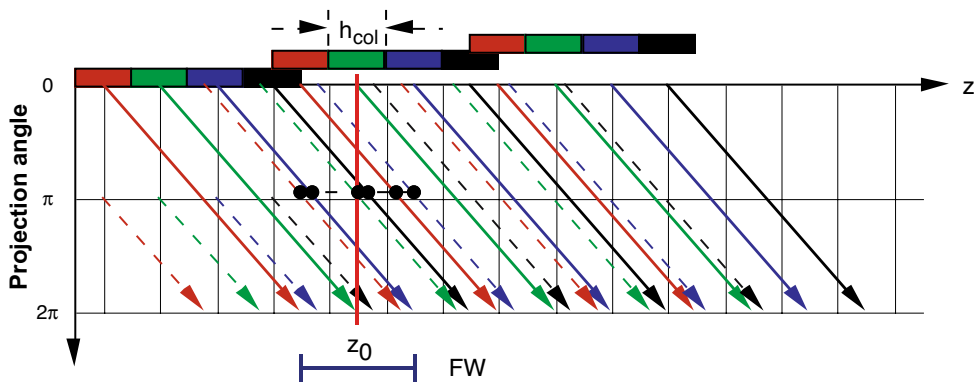 h_col
0
z
Projection angle
π
2π
z_0
FW